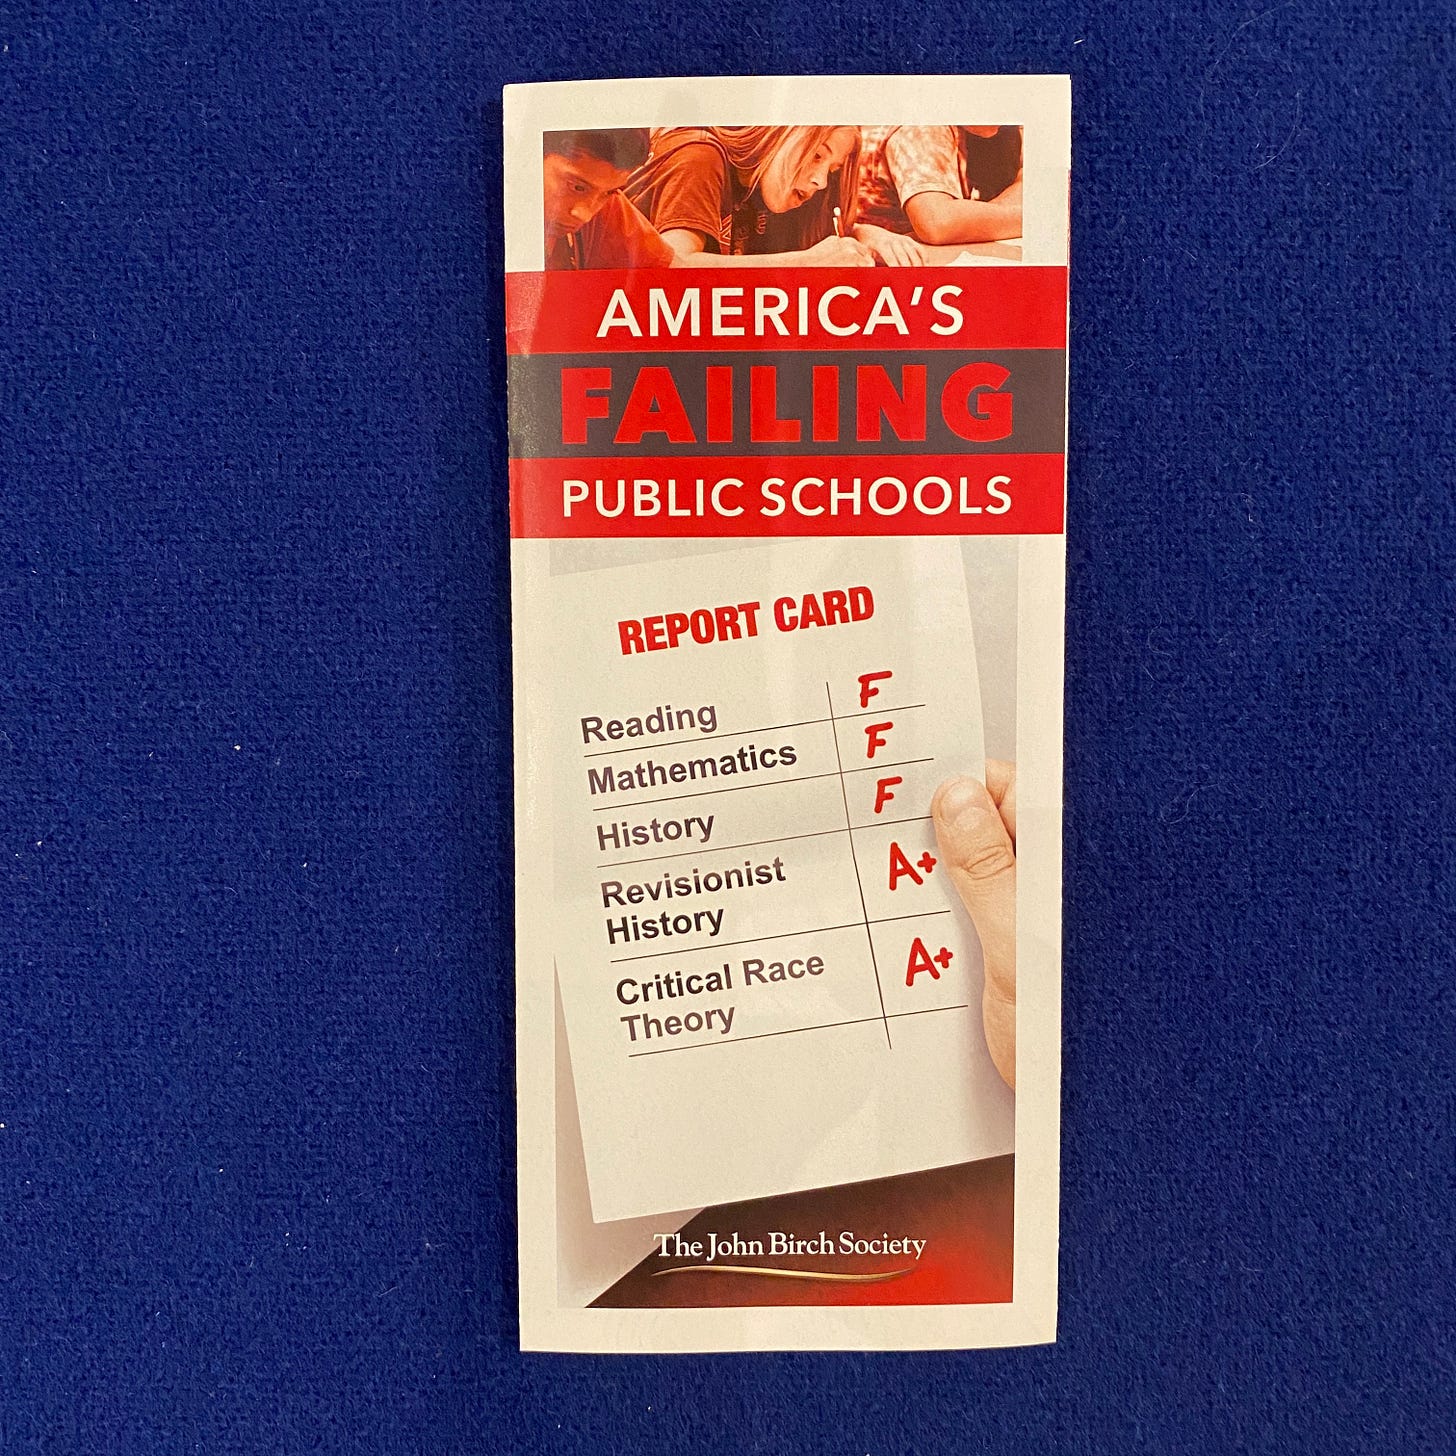 AMERICA'S
FAILING
PUBLIC SCHOOLS
REPORT CARD
Reading F
Mathematics F
History F
Revisionist
History A+
Critical Race
Theory A+
The John Birch Society